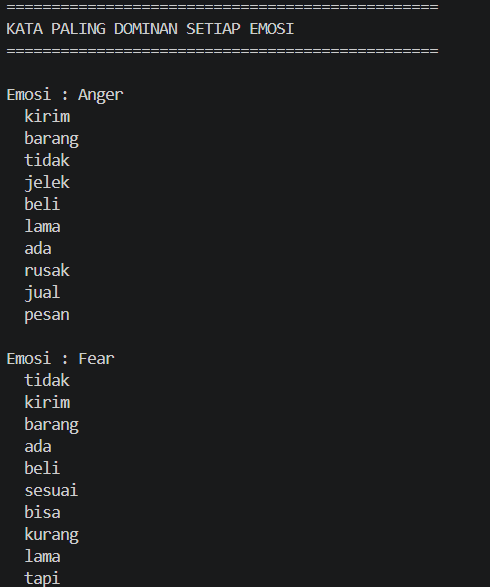 ================================================
KATA PALING DOMINAN SETIAP EMOSI
================================================
Emosi : Anger
kirim
barang
tidak
jelek
beli
lama
ada
rusak
jual
pesan
Emosi : Fear
tidak
kirim
barang
ada
beli
sesuai
bisa
kurang
lama
tapi